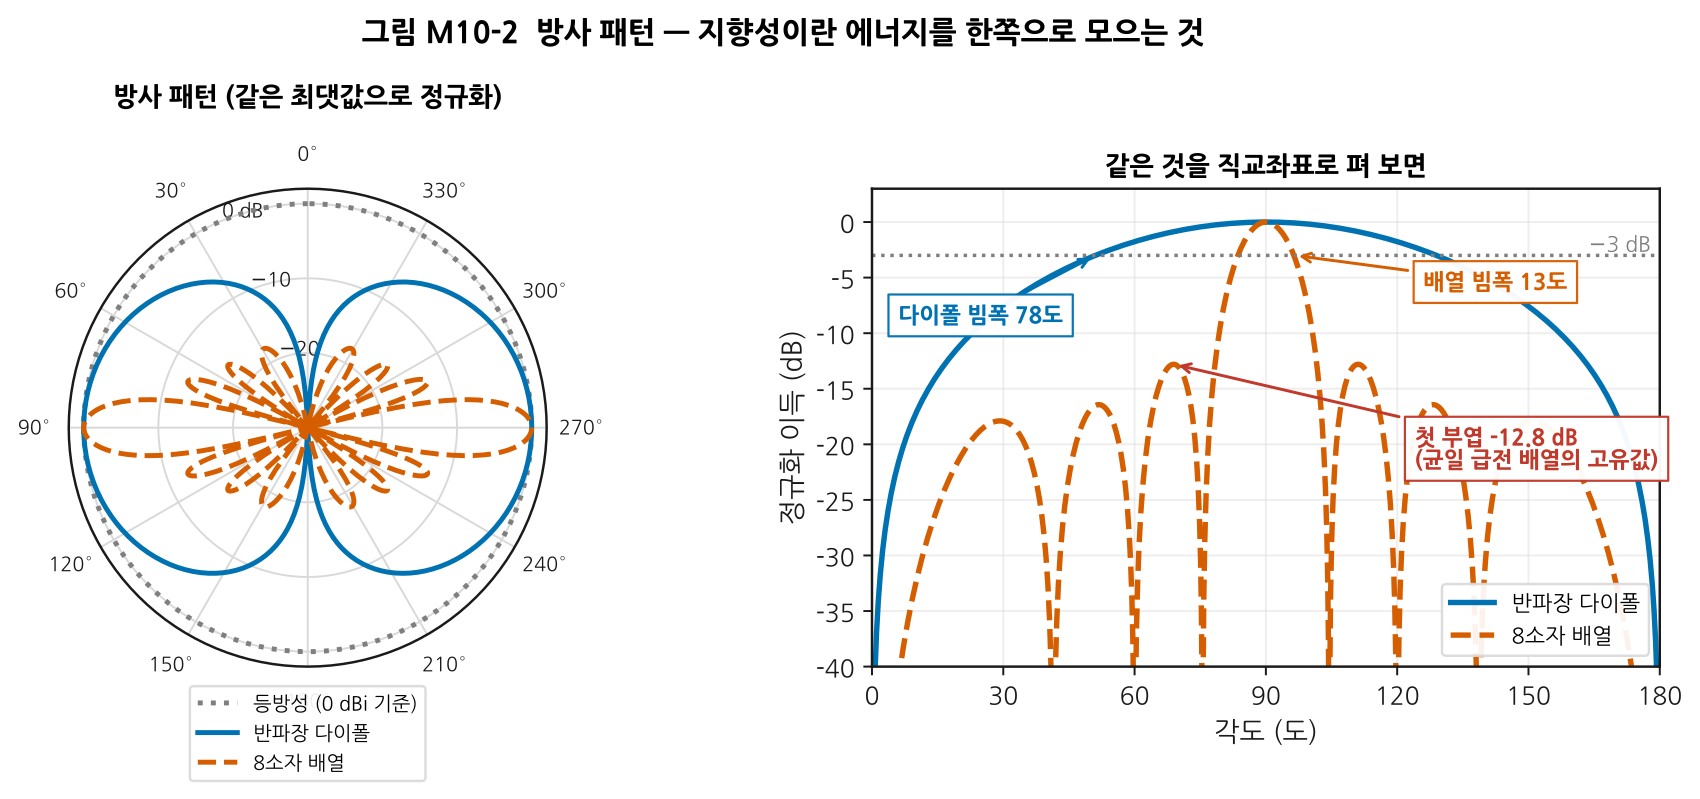 그림 M10-2 방사 패턴 — 지향성이란 에너지를 한쪽으로 모으는 것
방사 패턴 (같은 최댓값으로 정규화)
0°
30°
330°
0 dB
60°
300°
−10
−20
90°
270°
120°
240°
150°
210°
등방성 (0 dBi 기준)
반파장 다이폴
8소자 배열
같은 것을 직교좌표로 펴 보면
정규화 이득 (dB)
0
-5
-10
-15
-20
-25
-30
-35
-40
−3 dB
배열 빔폭 13도
다이폴 빔폭 78도
첫 부엽 -12.8 dB
(균일 급전 배열의 고유값)
반파장 다이폴
8소자 배열
0 30 60 90 120 150 180
각도 (도)